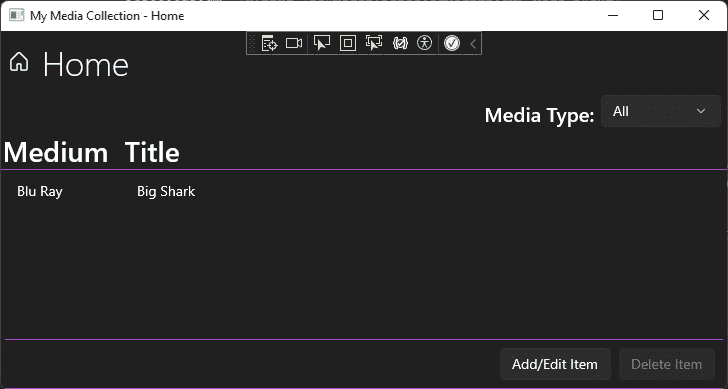 My Media Collection - Home
Home
Media Type: All
Medium Title
Blu Ray Big Shark
Add/Edit Item Delete Item